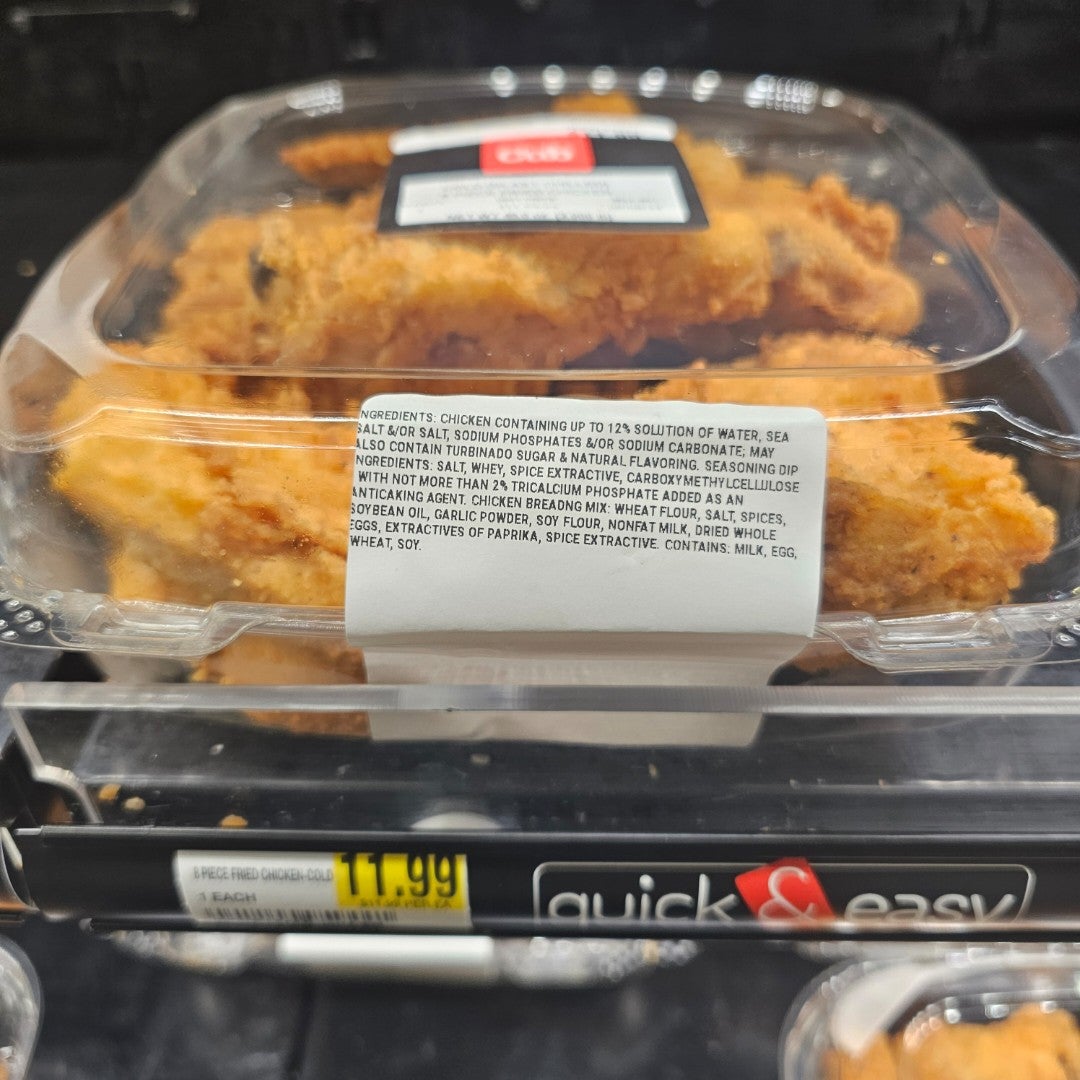 Cub
NGREDIENTS: CHICKEN CONTAINING UP TO 12% SOLUTION OF WATER, SEA
SALT &/OR SALT, SODIUM PHOSPHATES &/OR SODIUM CARBONATE; MAY
ALSO CONTAIN TURBINADO SUGAR & NATURAL FLAVORING. SEASONING DIP
NGREDIENTS: SALT, WHEY, SPICE EXTRACTIVE, CARBOXYMETHYLCELLULOSE
WITH NOT MORE THAN 2% TRICALCIUM PHOSPHATE ADDED AS AN
ANTICAKING AGENT. CHICKEN BREADNG MIX: WHEAT FLOUR, SALT, SPICES,
SOYBEAN OIL, GARLIC POWDER, SOY FLOUR, NONFAT MILK, DRIED WHOLE
EGGS, EXTRACTIVES OF PAPRIKA, SPICE EXTRACTIVE. CONTAINS: MILK, EGG,
WHEAT, SOY.
8 PIECE FRIED CHICKEN-COLD
1 EACH
11.99
quick & easy